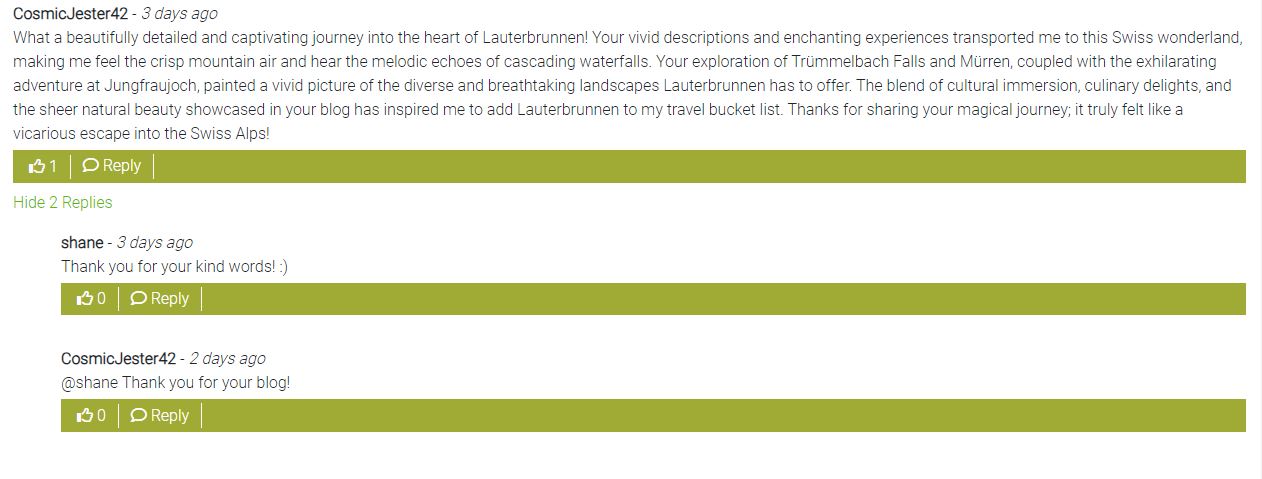 CosmicJester42 - 3 days ago
What a beautifully detailed and captivating journey into the heart of Lauterbrunnen! Your vivid descriptions and enchanting experiences transported me to this Swiss wonderland,
making me feel the crisp mountain air and hear the melodic echoes of cascading waterfalls. Your exploration of Trümmelbach Falls and Mürren, coupled with the exhilarating
adventure at Jungfraujoch, painted a vivid picture of the diverse and breathtaking landscapes Lauterbrunnen has to offer. The blend of cultural immersion, culinary delights, and
the sheer natural beauty showcased in your blog has inspired me to add Lauterbrunnen to my travel bucket list. Thanks for sharing your magical journey; it truly felt like a
vicarious escape into the Swiss Alps!
1 Reply
Hide 2 Replies
shane - 3 days ago
Thank you for your kind words! :)
0 Reply
CosmicJester42 - 2 days ago
@shane Thank you for your blog!
0 Reply